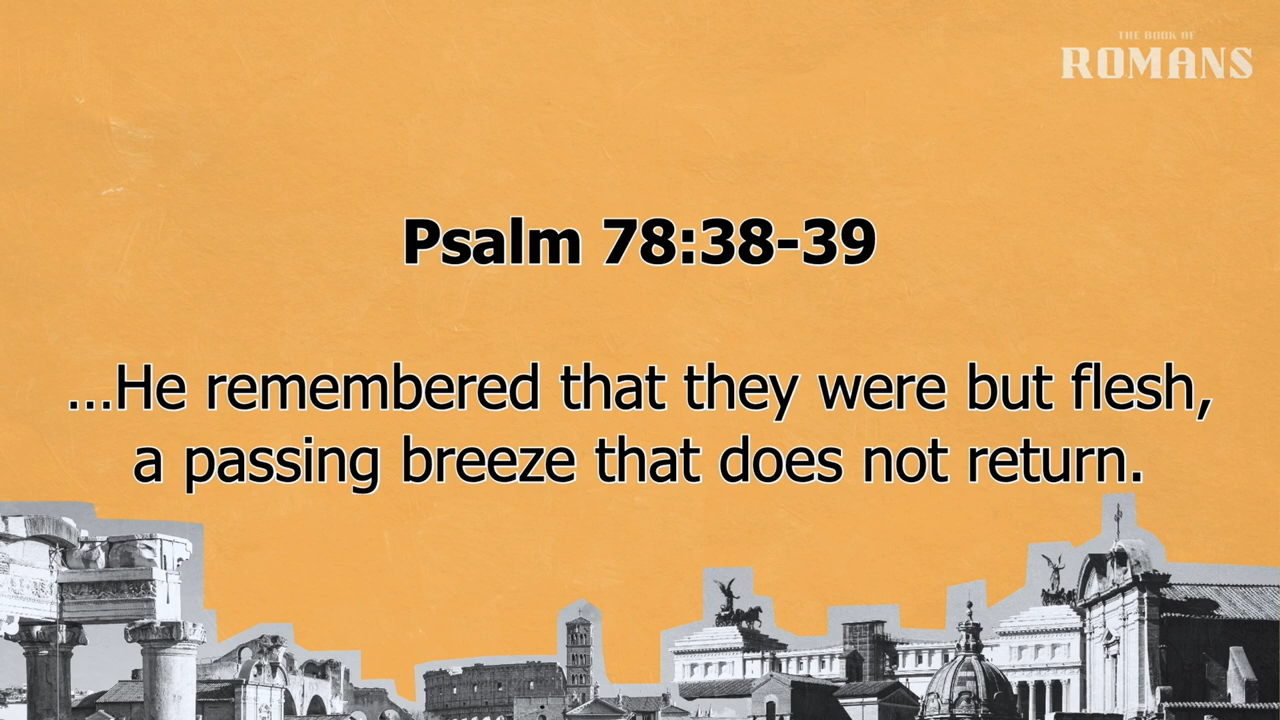 THE BOOK OF
ROMANS
Psalm 78:38-39
...He remembered that they were but flesh,
a passing breeze that does not return.